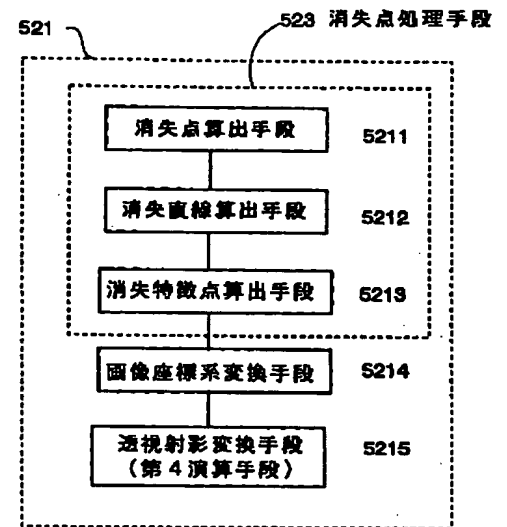 521
523 消失点処理手段
消失点算出手段 5211
消失直線算出手段 5212
消失特徴点算出手段 5213
画像座標系変換手段 5214
透視射影変換手段 5215
(第4演算手段)